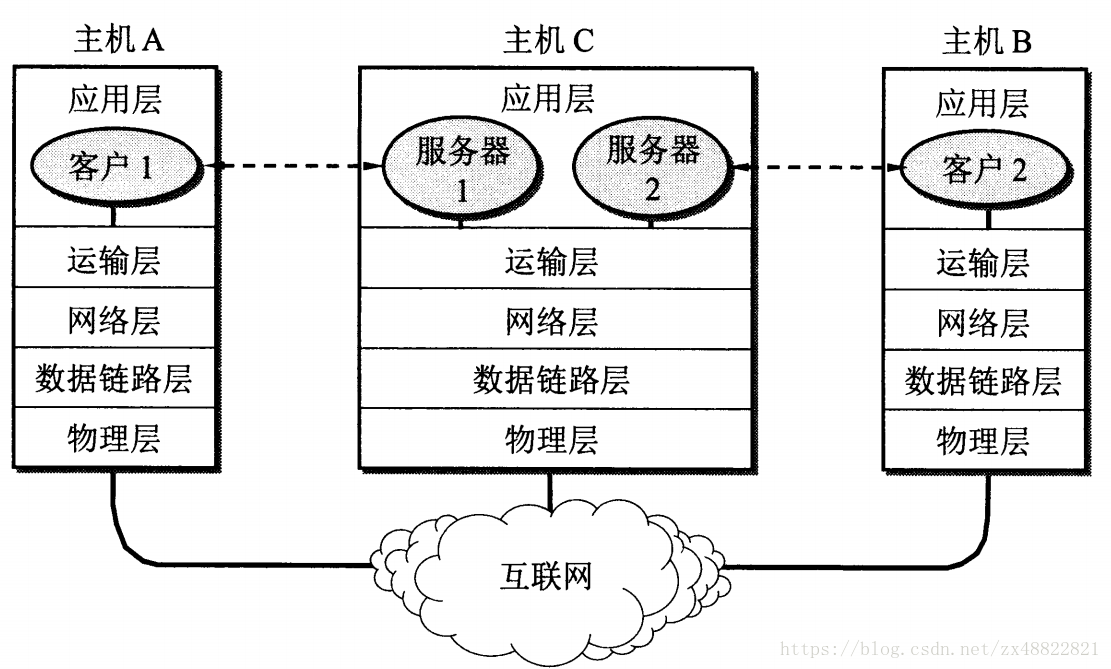 主机 A
主机 C
主机 B
应用层
应用层
应用层
客户 1
服务器
1
服务器
2
客户 2
运输层
运输层
运输层
网络层
网络层
网络层
数据链路层
数据链路层
数据链路层
物理层
物理层
物理层
互联网
https://blog.csdn.net/zx48822821